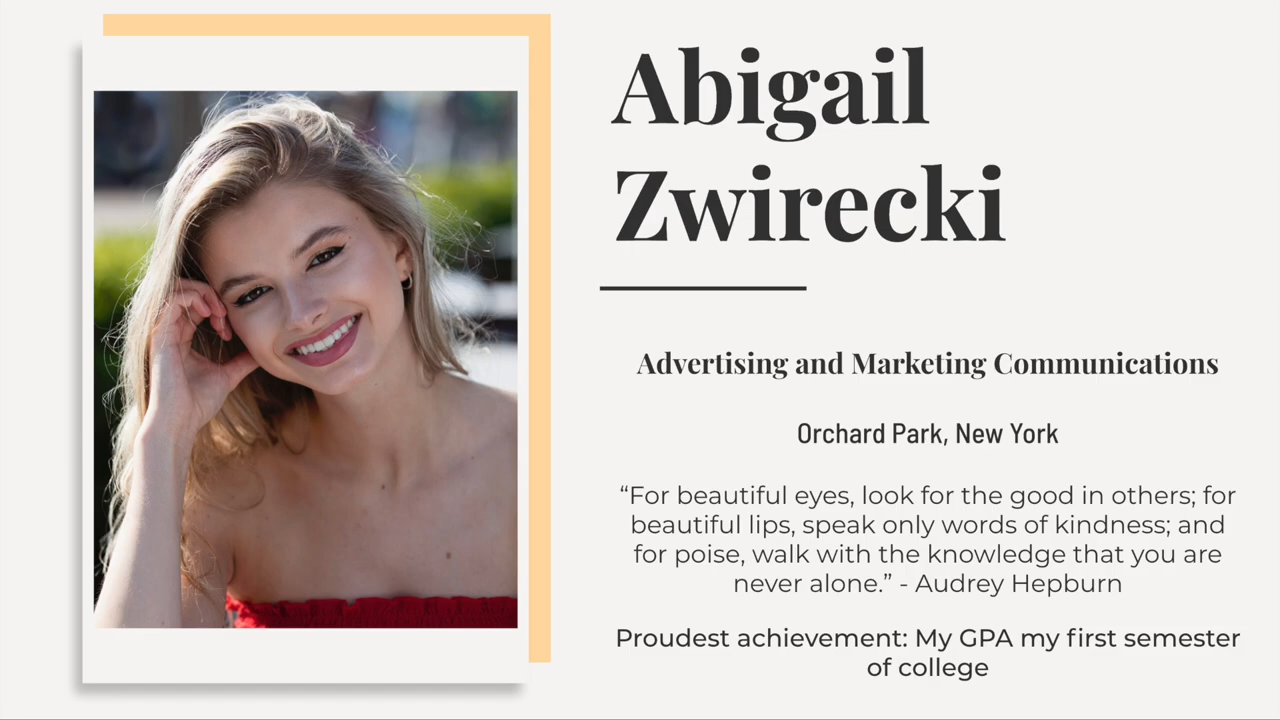 Abigail
Zwirecki
Advertising and Marketing Communications
Orchard Park, New York
“For beautiful eyes, look for the good in others; for
beautiful lips, speak only words of kindness; and
for poise, walk with the knowledge that you are
never alone.” - Audrey Hepburn
Proudest achievement: My GPA my first semester
of college